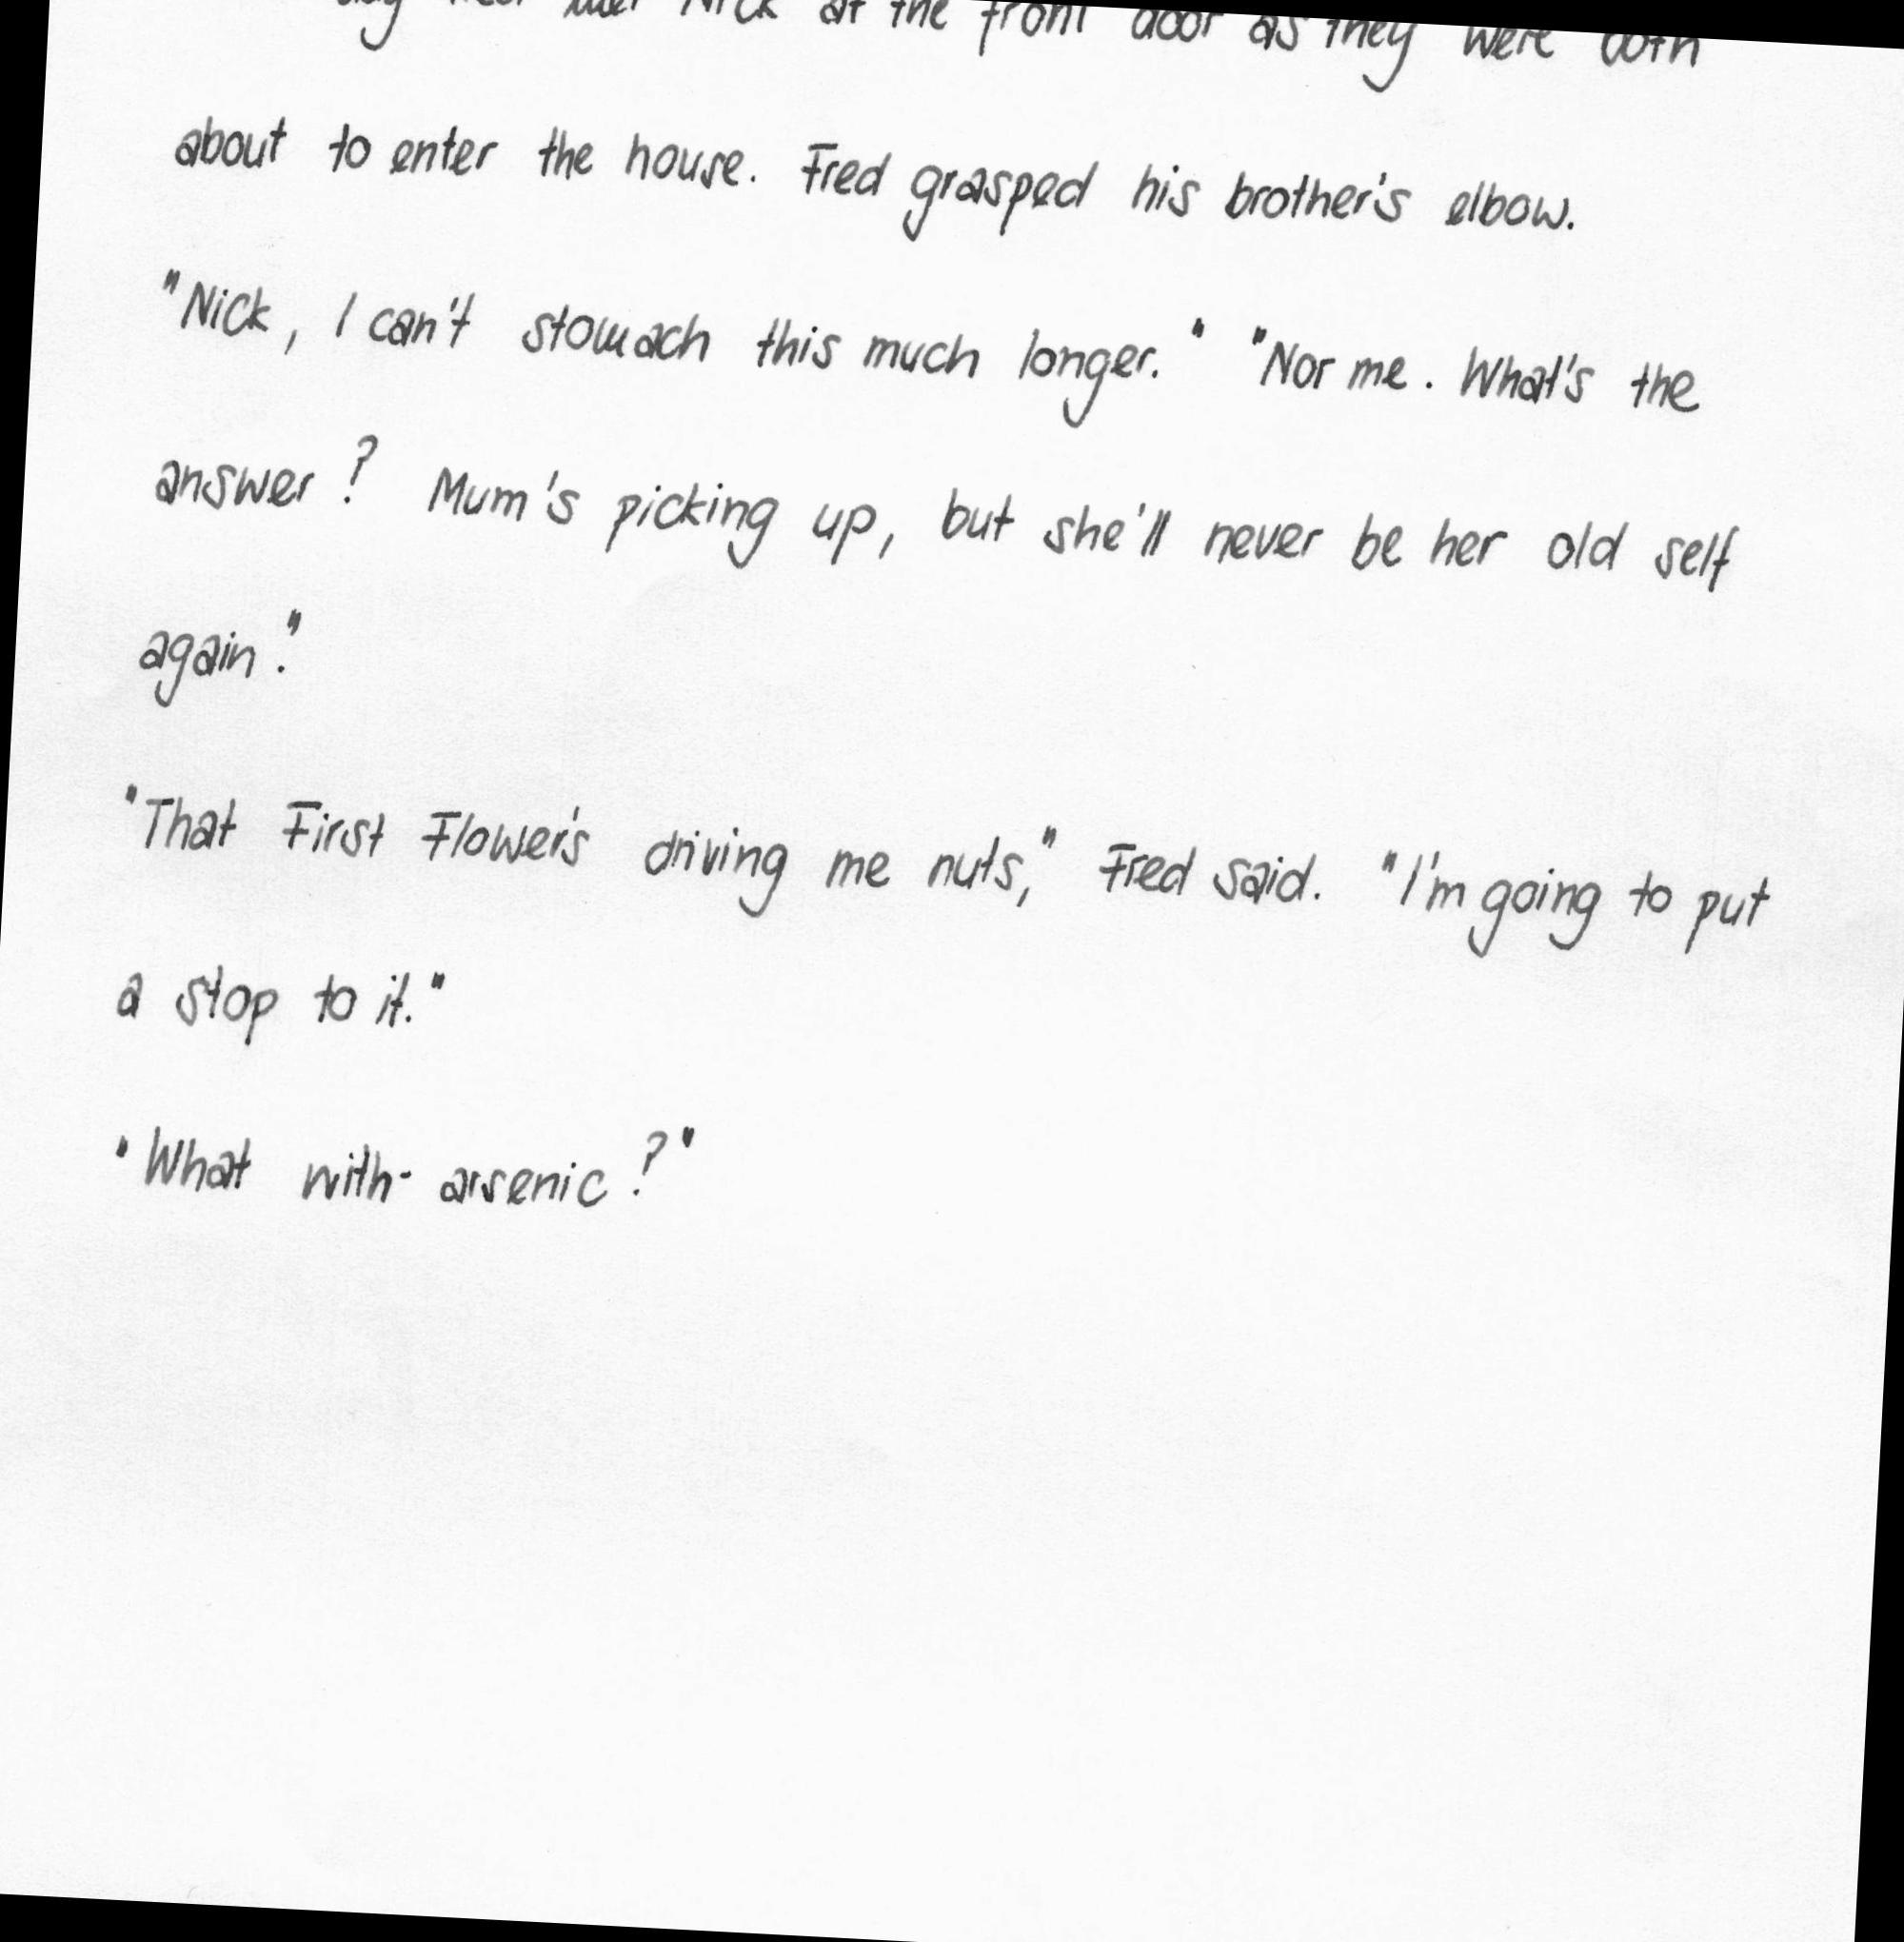 day Fred met Nick at the front door as they were both
about to enter the house. Fred grasped his brother's elbow.
"Nick, I can't stomach this much longer." "Nor me. What's the
answer? Mum's picking up, but she'll never be her old self
again."
"That First Flower's driving me nuts," Fred said. "I'm going to put
a stop to it."
"What with- arsenic?"